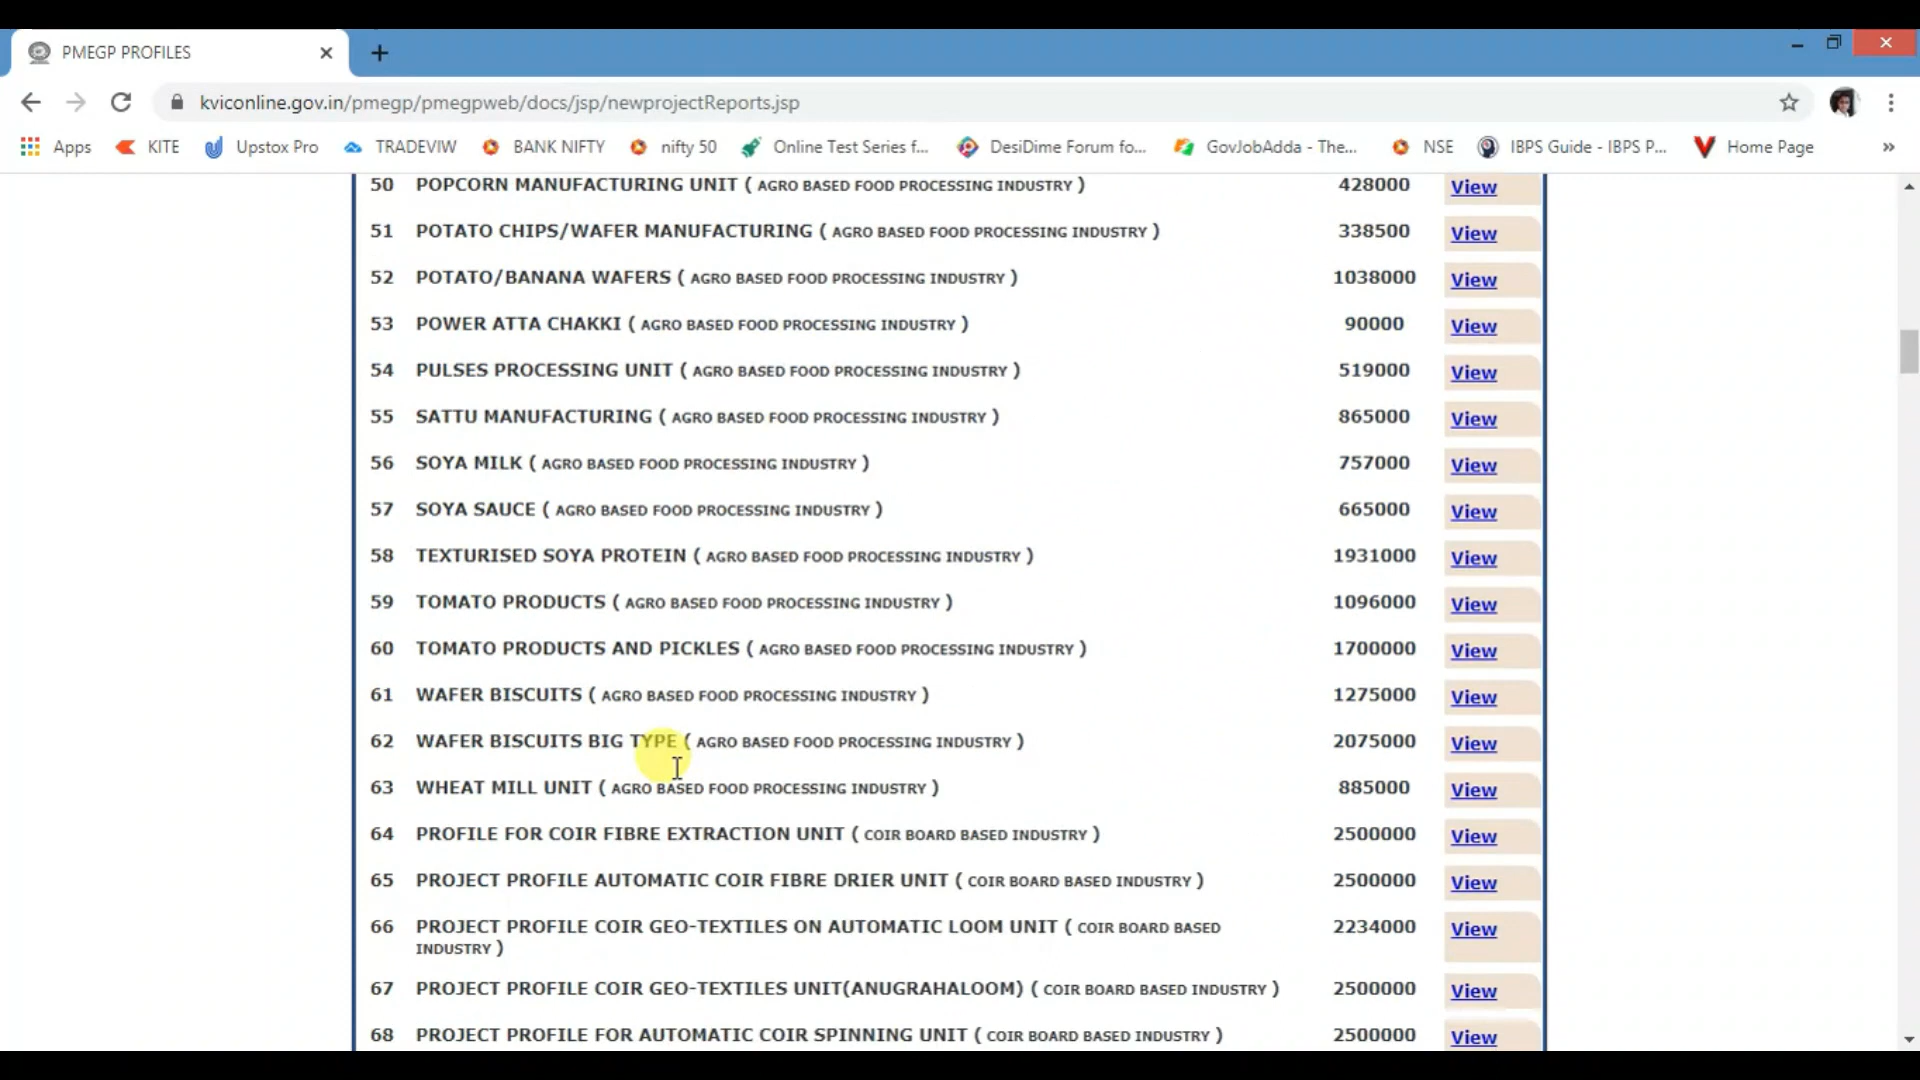 PMEGP PROFILES
kviconline.gov.in/pmegp/pmegpweb/docs/jsp/newprojectReports.jsp
Apps KITE Upstox Pro TRADEVIW BANK NIFTY nifty 50 Online Test Series f... DesiDime Forum fo... GovJobAdda - The... NSE IBPS Guide - IBPS P... Home Page »
50 POPCORN MANUFACTURING UNIT ( AGRO BASED FOOD PROCESSING INDUSTRY ) 428000 View
51 POTATO CHIPS/WAFER MANUFACTURING ( AGRO BASED FOOD PROCESSING INDUSTRY ) 338500 View
52 POTATO/BANANA WAFERS ( AGRO BASED FOOD PROCESSING INDUSTRY ) 1038000 View
53 POWER ATTA CHAKKI ( AGRO BASED FOOD PROCESSING INDUSTRY ) 90000 View
54 PULSES PROCESSING UNIT ( AGRO BASED FOOD PROCESSING INDUSTRY ) 519000 View
55 SATTU MANUFACTURING ( AGRO BASED FOOD PROCESSING INDUSTRY ) 865000 View
56 SOYA MILK ( AGRO BASED FOOD PROCESSING INDUSTRY ) 757000 View
57 SOYA SAUCE ( AGRO BASED FOOD PROCESSING INDUSTRY ) 665000 View
58 TEXTURISED SOYA PROTEIN ( AGRO BASED FOOD PROCESSING INDUSTRY ) 1931000 View
59 TOMATO PRODUCTS ( AGRO BASED FOOD PROCESSING INDUSTRY ) 1096000 View
60 TOMATO PRODUCTS AND PICKLES ( AGRO BASED FOOD PROCESSING INDUSTRY ) 1700000 View
61 WAFER BISCUITS ( AGRO BASED FOOD PROCESSING INDUSTRY ) 1275000 View
62 WAFER BISCUITS BIG TYPE ( AGRO BASED FOOD PROCESSING INDUSTRY ) 2075000 View
63 WHEAT MILL UNIT ( AGRO BASED FOOD PROCESSING INDUSTRY ) 885000 View
64 PROFILE FOR COIR FIBRE EXTRACTION UNIT ( COIR BOARD BASED INDUSTRY ) 2500000 View
65 PROJECT PROFILE AUTOMATIC COIR FIBRE DRIER UNIT ( COIR BOARD BASED INDUSTRY ) 2500000 View
66 PROJECT PROFILE COIR GEO-TEXTILES ON AUTOMATIC LOOM UNIT ( COIR BOARD BASED 2234000 View
INDUSTRY )
67 PROJECT PROFILE COIR GEO-TEXTILES UNIT(ANUGRAHALOOM) ( COIR BOARD BASED INDUSTRY ) 2500000 View
68 PROJECT PROFILE FOR AUTOMATIC COIR SPINNING UNIT ( COIR BOARD BASED INDUSTRY ) 2500000 View